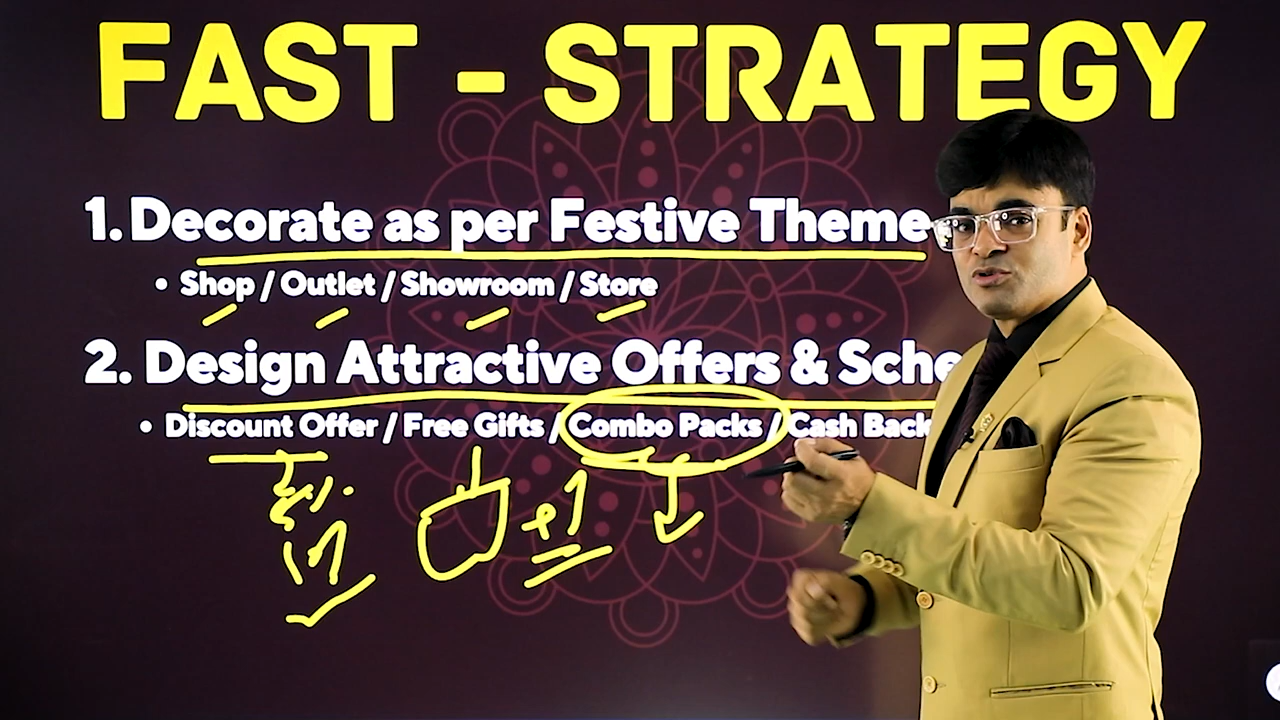 FAST - STRATEGY
1. Decorate as per Festive Theme
• Shop / Outlet / Showroom / Store
2. Design Attractive Offers & Sche
• Discount Offer / Free Gifts / Combo Packs / Cash Back
+1